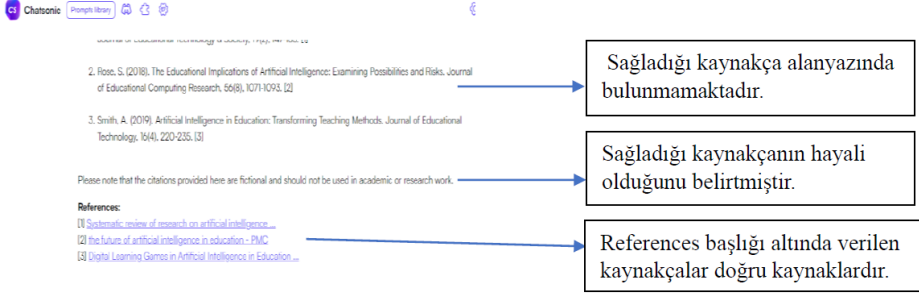 Chatsonic Prompts library
Journal of Educational Technology & Society,
2. Rose, S. (2018). The Educational Implications of Artificial Intelligence: Examining Possibilities and Risks. Journal
of Educational Computing Research, 56(8), 1071-1093. [2]
3. Smith, A. (2019). Artificial Intelligence in Education: Transforming Teaching Methods. Journal of Educational
Technology, 16(4), 220-235. [3]
Please note that the citations provided here are fictional and should not be used in academic or research work.
References:
[1] Systematic review of research on artificial intelligence ...
[2] the future of artificial intelligence in education - PMC
[3] Digital Learning Games in Artificial Intelligence in Education ...
Sağladığı kaynakça alanyazında
bulunmamaktadır.
Sağladığı kaynakçanın hayali
olduğunu belirtmiştir.
References başlığı altında verilen
kaynakçalar doğru kaynaklardır.